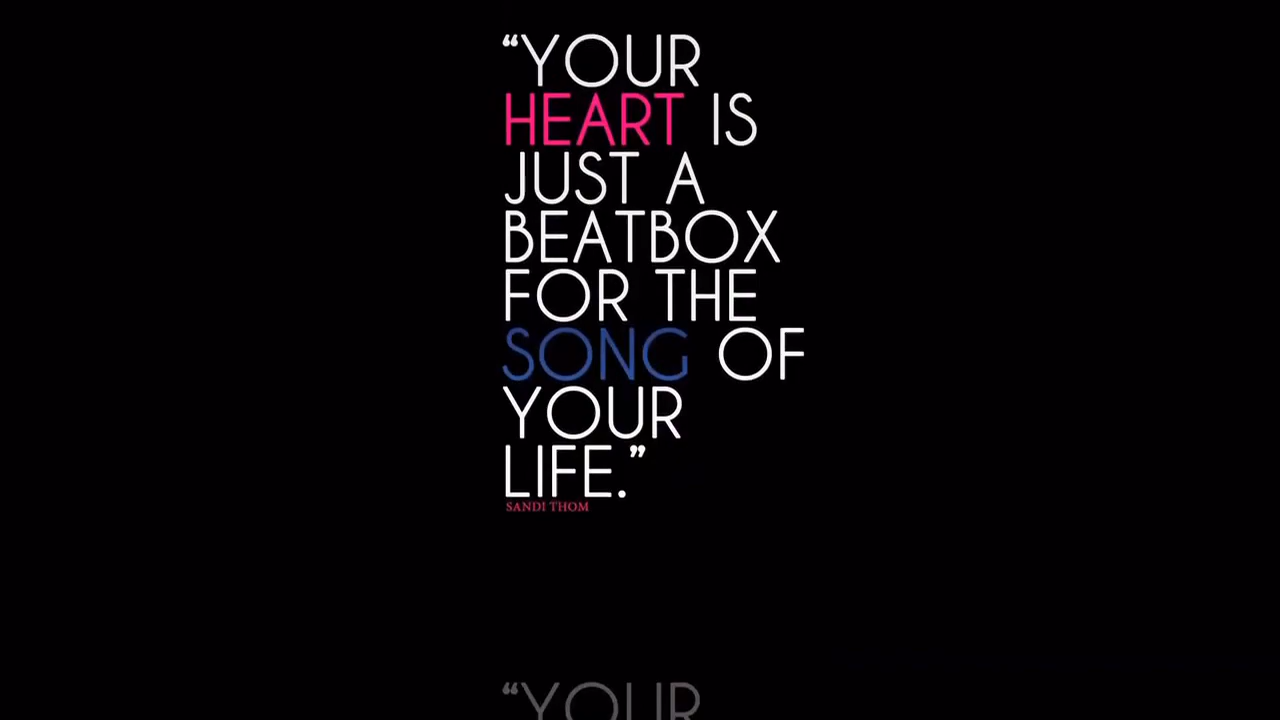 “YOUR
HEART IS
JUST A
BEATBOX
FOR THE
SONG OF
YOUR
LIFE.”
SANDI THOM
“YOUR